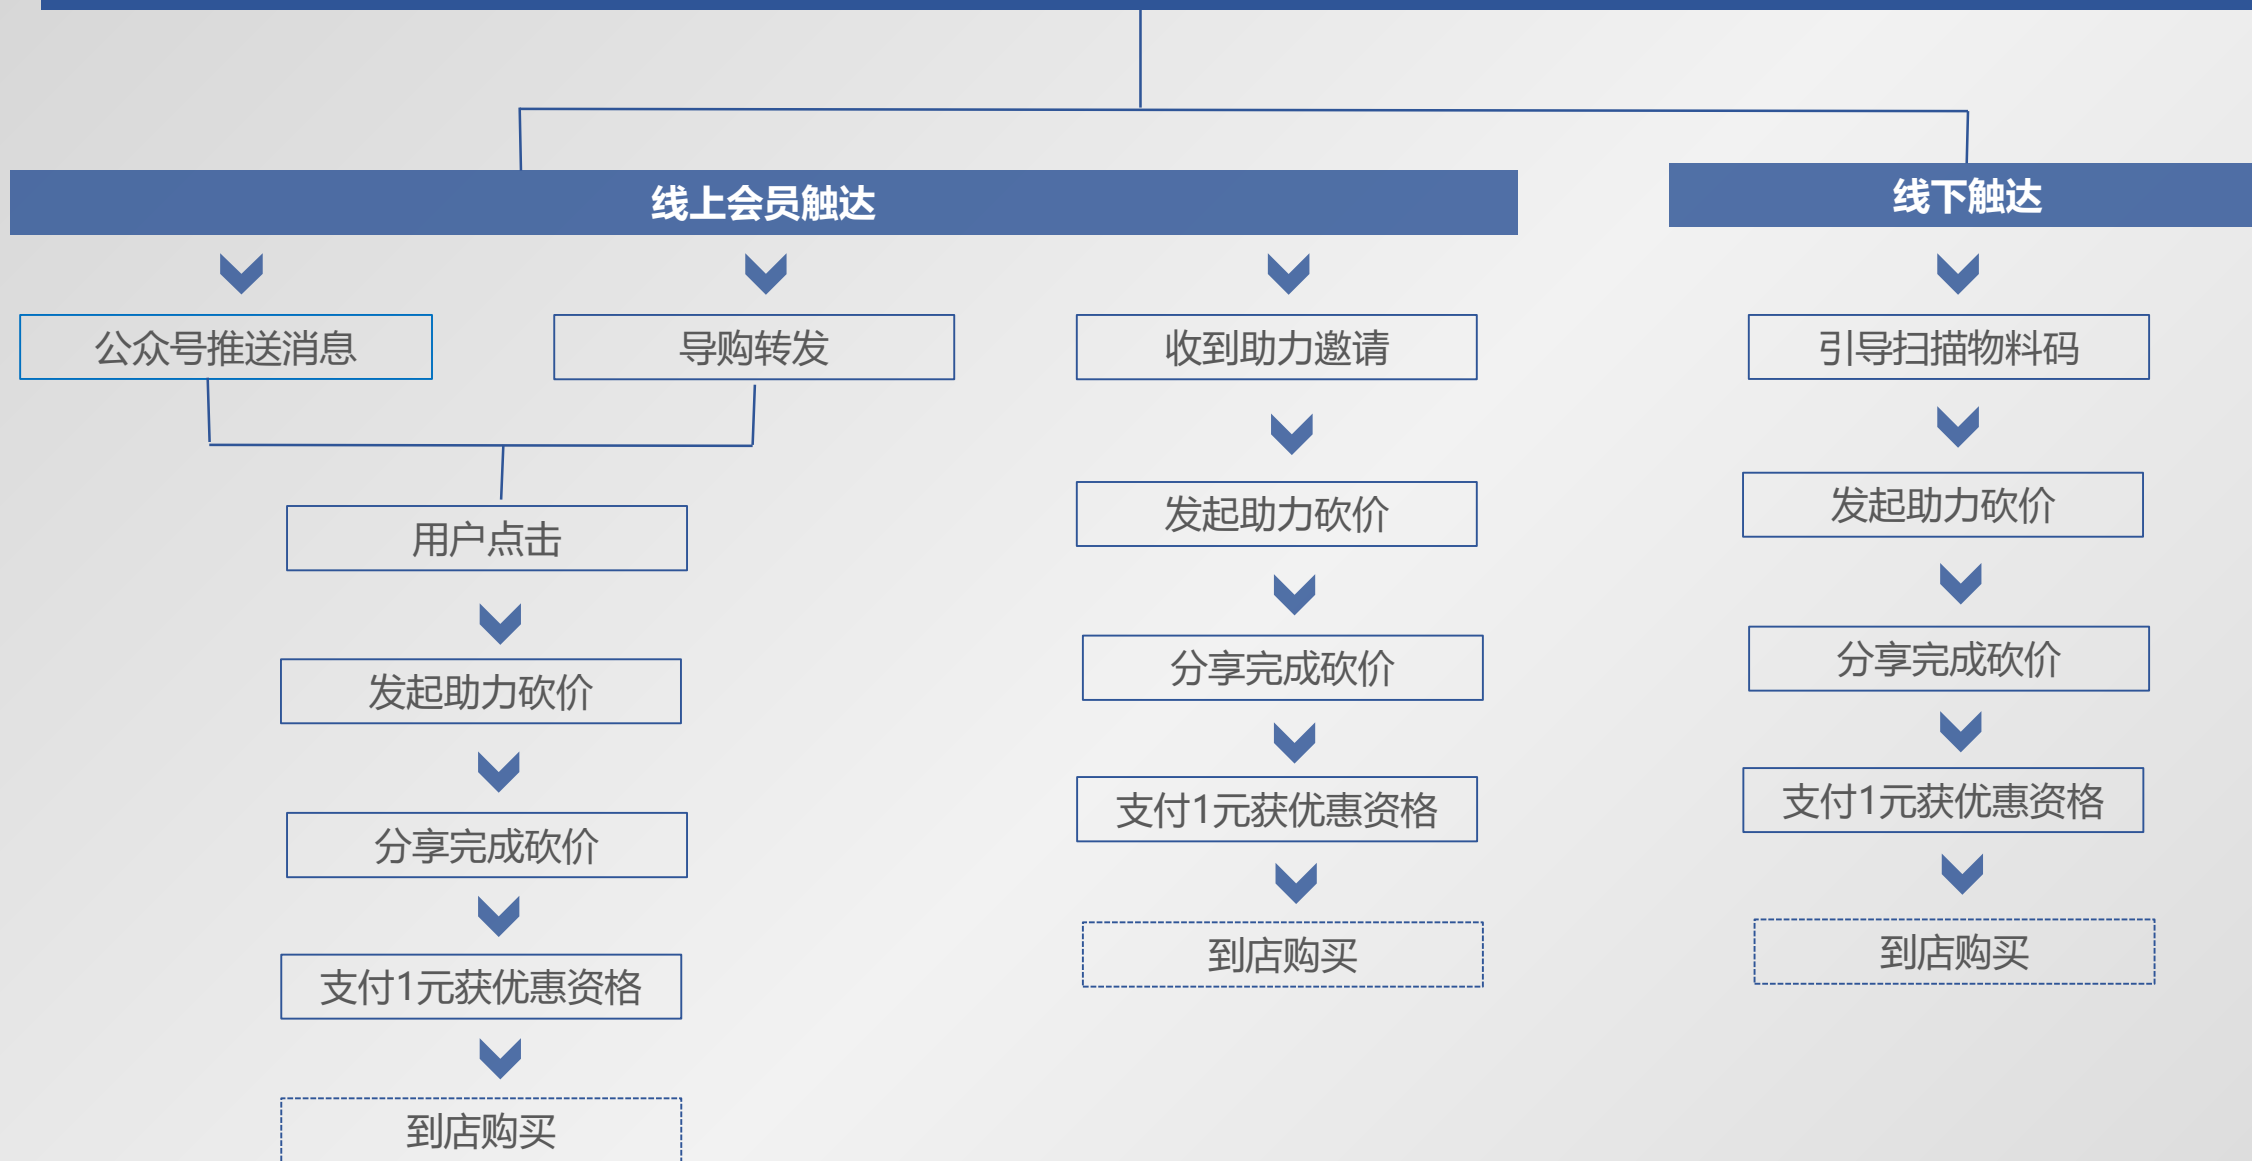 线上会员触达
线下触达
公众号推送消息
导购转发
收到助力邀请
引导扫描物料码
用户点击
发起助力砍价
发起助力砍价
发起助力砍价
分享完成砍价
分享完成砍价
分享完成砍价
支付1元获优惠资格
支付1元获优惠资格
支付1元获优惠资格
到店购买
到店购买
到店购买